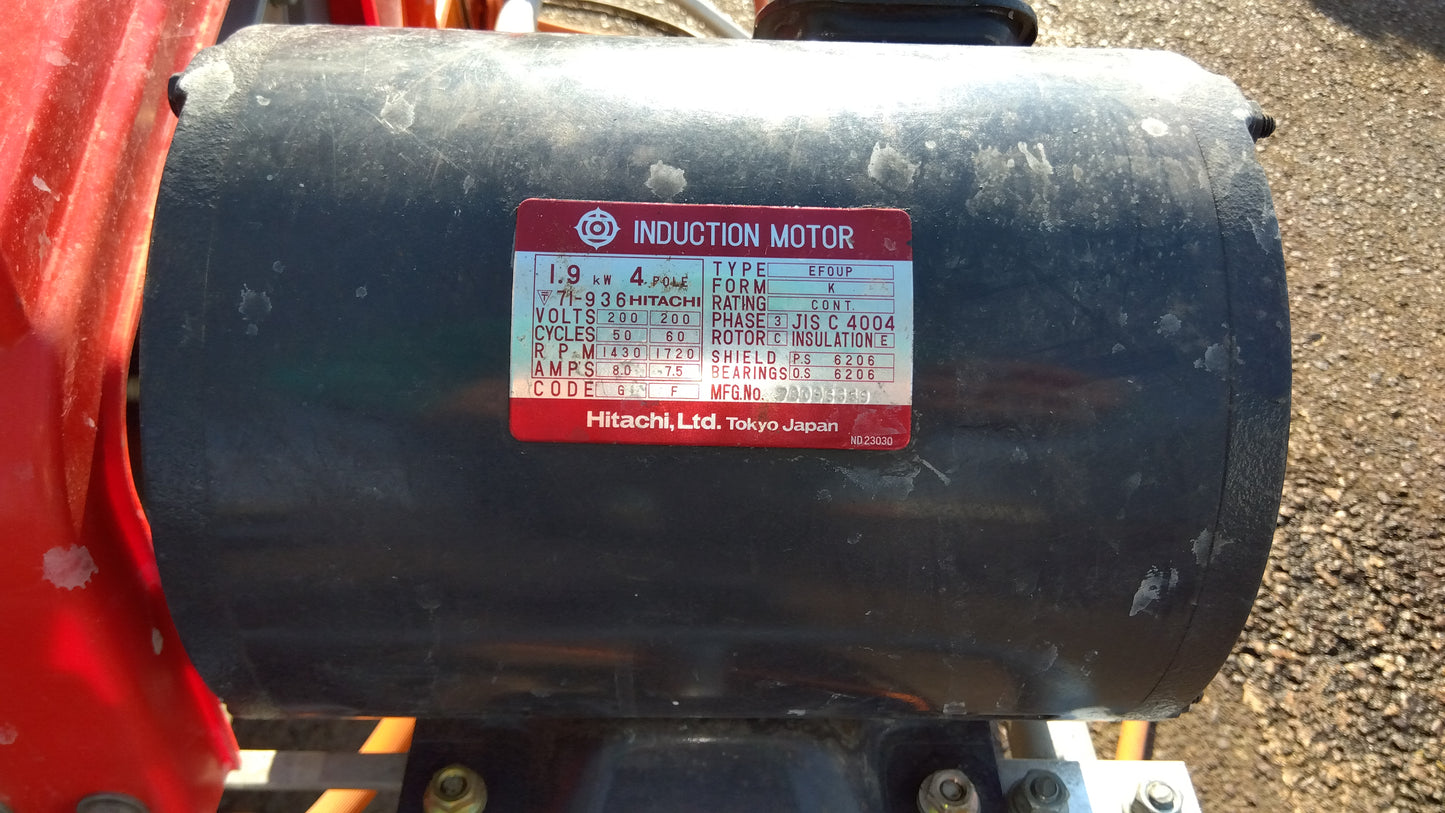 INDUCTION MOTOR
1.9 kW 4 POLE
71-936 HITACHI
VOLTS 200 200
CYCLES 50 60
RPM 1430 1720
AMPS 8.0 7.5
CODE G F
TYPE EFOUP
FORM K
RATING CONT.
PHASE 3 JIS C 4004
ROTOR C INSULATION E
SHIELD P.S 6206
BEARINGS O.S 6206
MFG.No.
Hitachi, Ltd. Tokyo Japan
ND23030